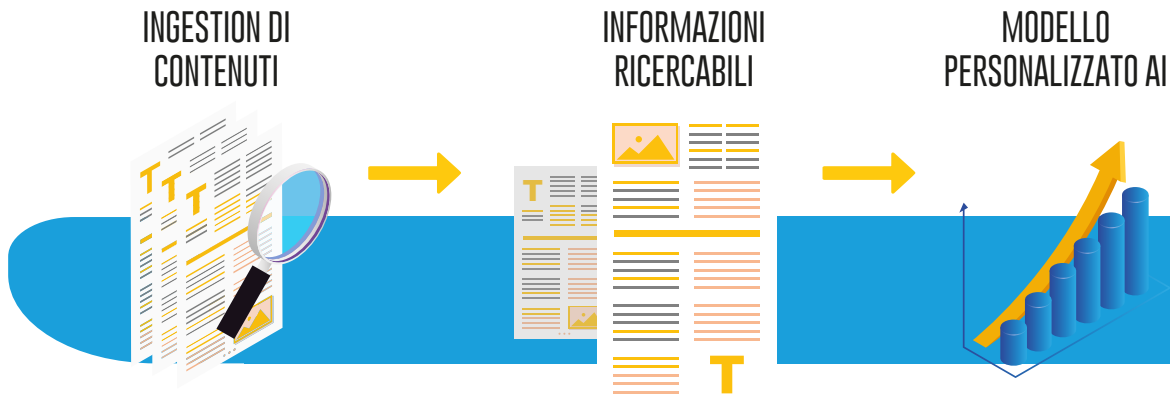 INGESTION DI
CONTENUTI
INFORMAZIONI
RICERCABILI
MODELLO
PERSONALIZZATO AI
T
T
T
T
T